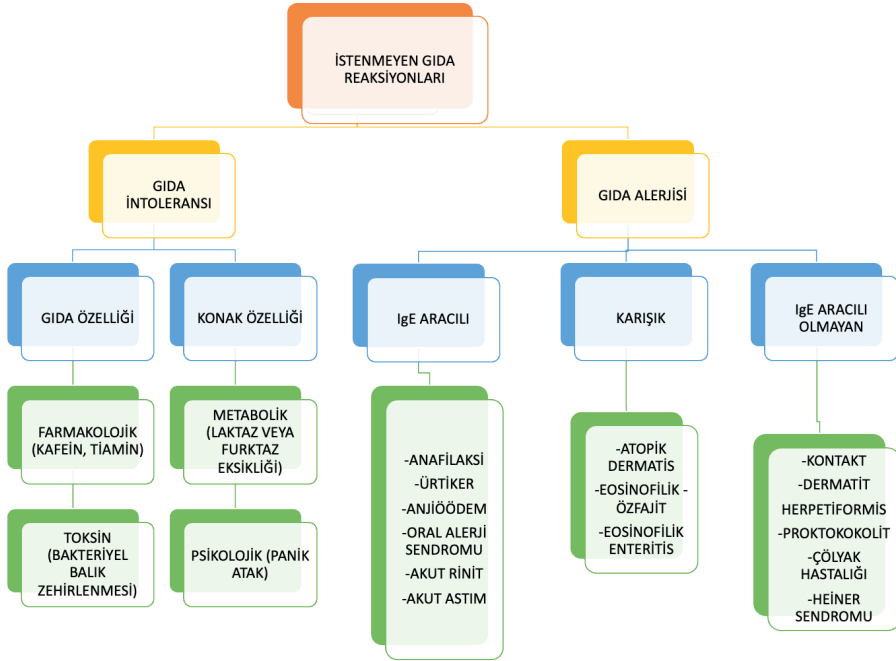 İSTENMEYEN GIDA
REAKSİYONLARI
GIDA
İNTOLERANSI
GIDA ALERJİSİ
GIDA ÖZELLİĞİ
KONAK ÖZELLİĞİ
IgE ARACILI
KARIŞIK
IgE ARACILI
OLMAYAN
FARMAKOLOJİK
(KAFEİN, TİAMİN)
METABOLİK
(LAKTAZ VEYA
FURKTAZ
EKSİKLİĞİ)
TOKSİN
(BAKTERİYEL
BALIK
ZEHİRLENMESİ)
PSİKOLOJİK (PANİK
ATAK)
-ANAFİLAKSİ
-ÜRTİKER
-ANJİÖÖDEM
-ORAL ALERJİ
SENDROMU
-AKUT RİNİT
-AKUT ASTIM
-ATOPİK
DERMATİS
-EOSİNOFİLİK -
ÖZFAJİT
-EOSİNOFİLİK
ENTERİTİS
-KONTAKT
-DERMATİT
HERPETİFORMİS
-PROKTOKOKOLİT
-ÇÖLYAK
HASTALIĞI
-HEİNER
SENDROMU